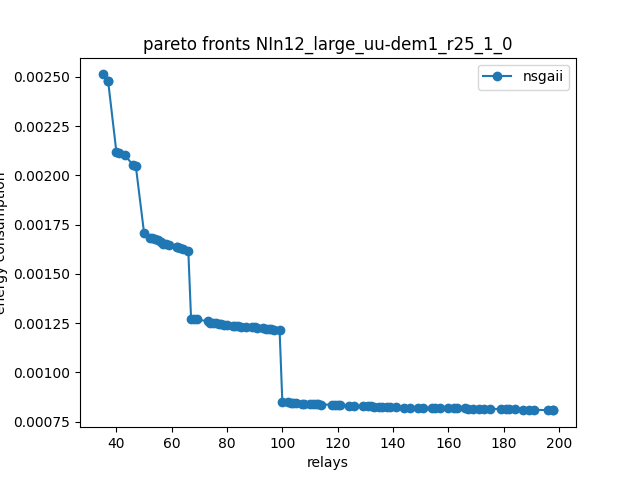 pareto fronts NIn12_large_uu-dem1_r25_1_0
nsgaii
0.00250
0.00225
0.00200
0.00175
0.00150
0.00125
0.00100
0.00075
energy consumption
40 60 80 100 120 140 160 180 200
relays